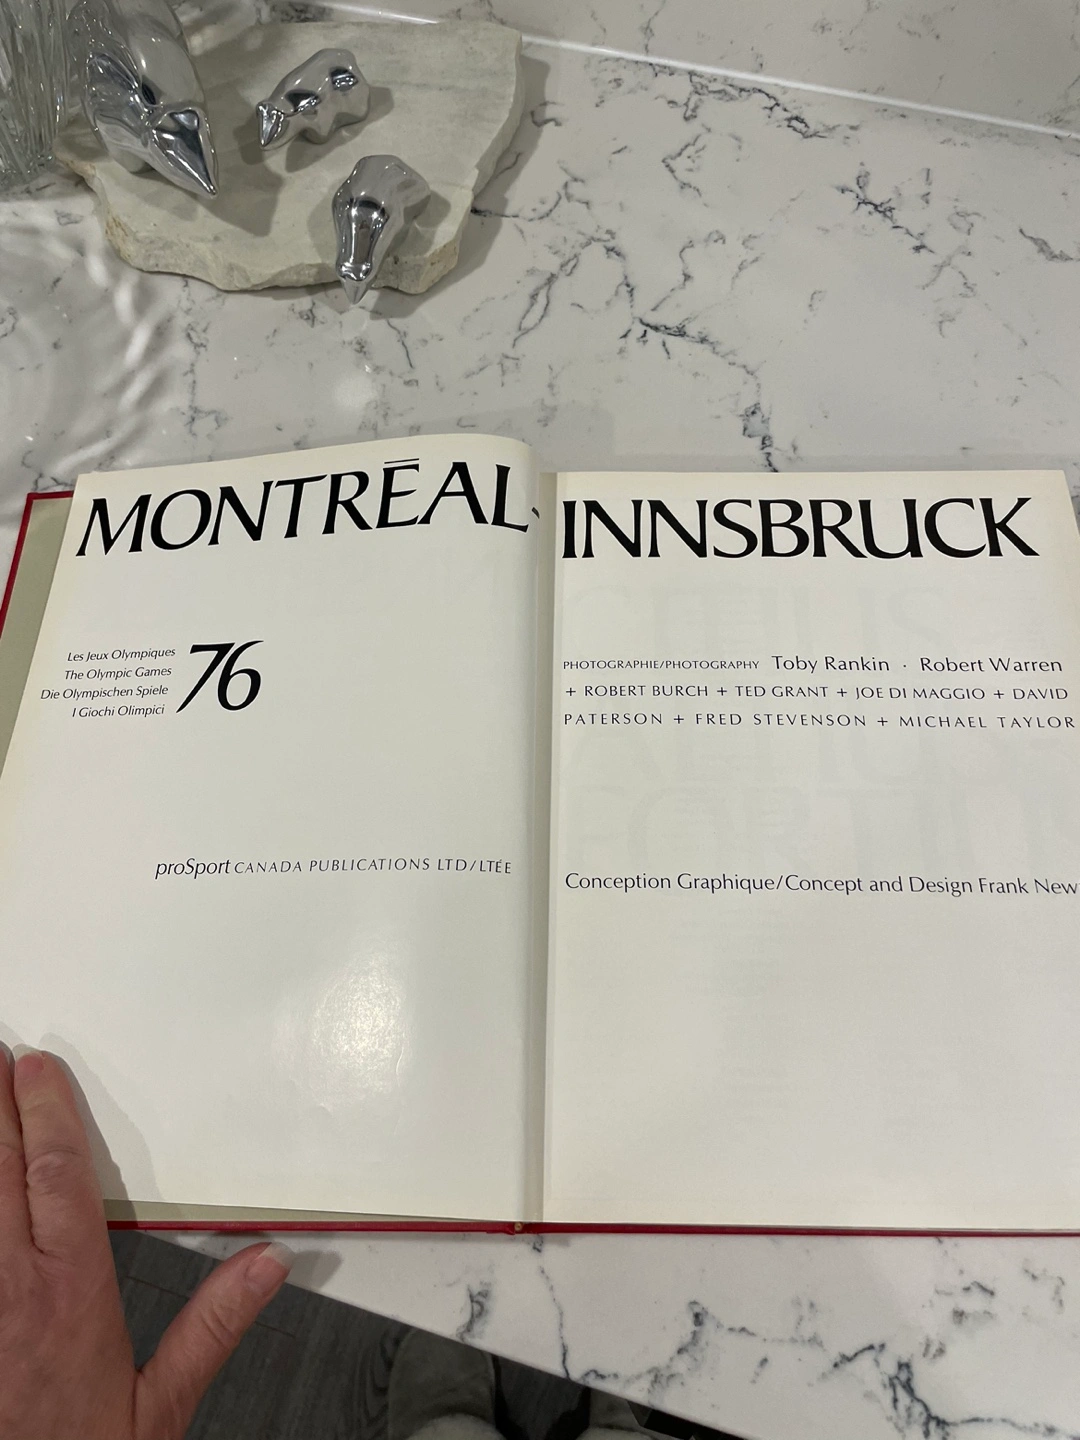 MONTRĒAL-INNSBRUCK
Les Jeux Olympiques
The Olympic Games
Die Olympischen Spiele
I Giochi Olimpici
76
proSport CANADA PUBLICATIONS LTD/LTÉE
PHOTOGRAPHIE/PHOTOGRAPHY Toby Rankin · Robert Warren
+ ROBERT BURCH + TED GRANT + JOE DI MAGGIO + DAVID
PATERSON + FRED STEVENSON + MICHAEL TAYLOR
Conception Graphique/Concept and Design Frank New